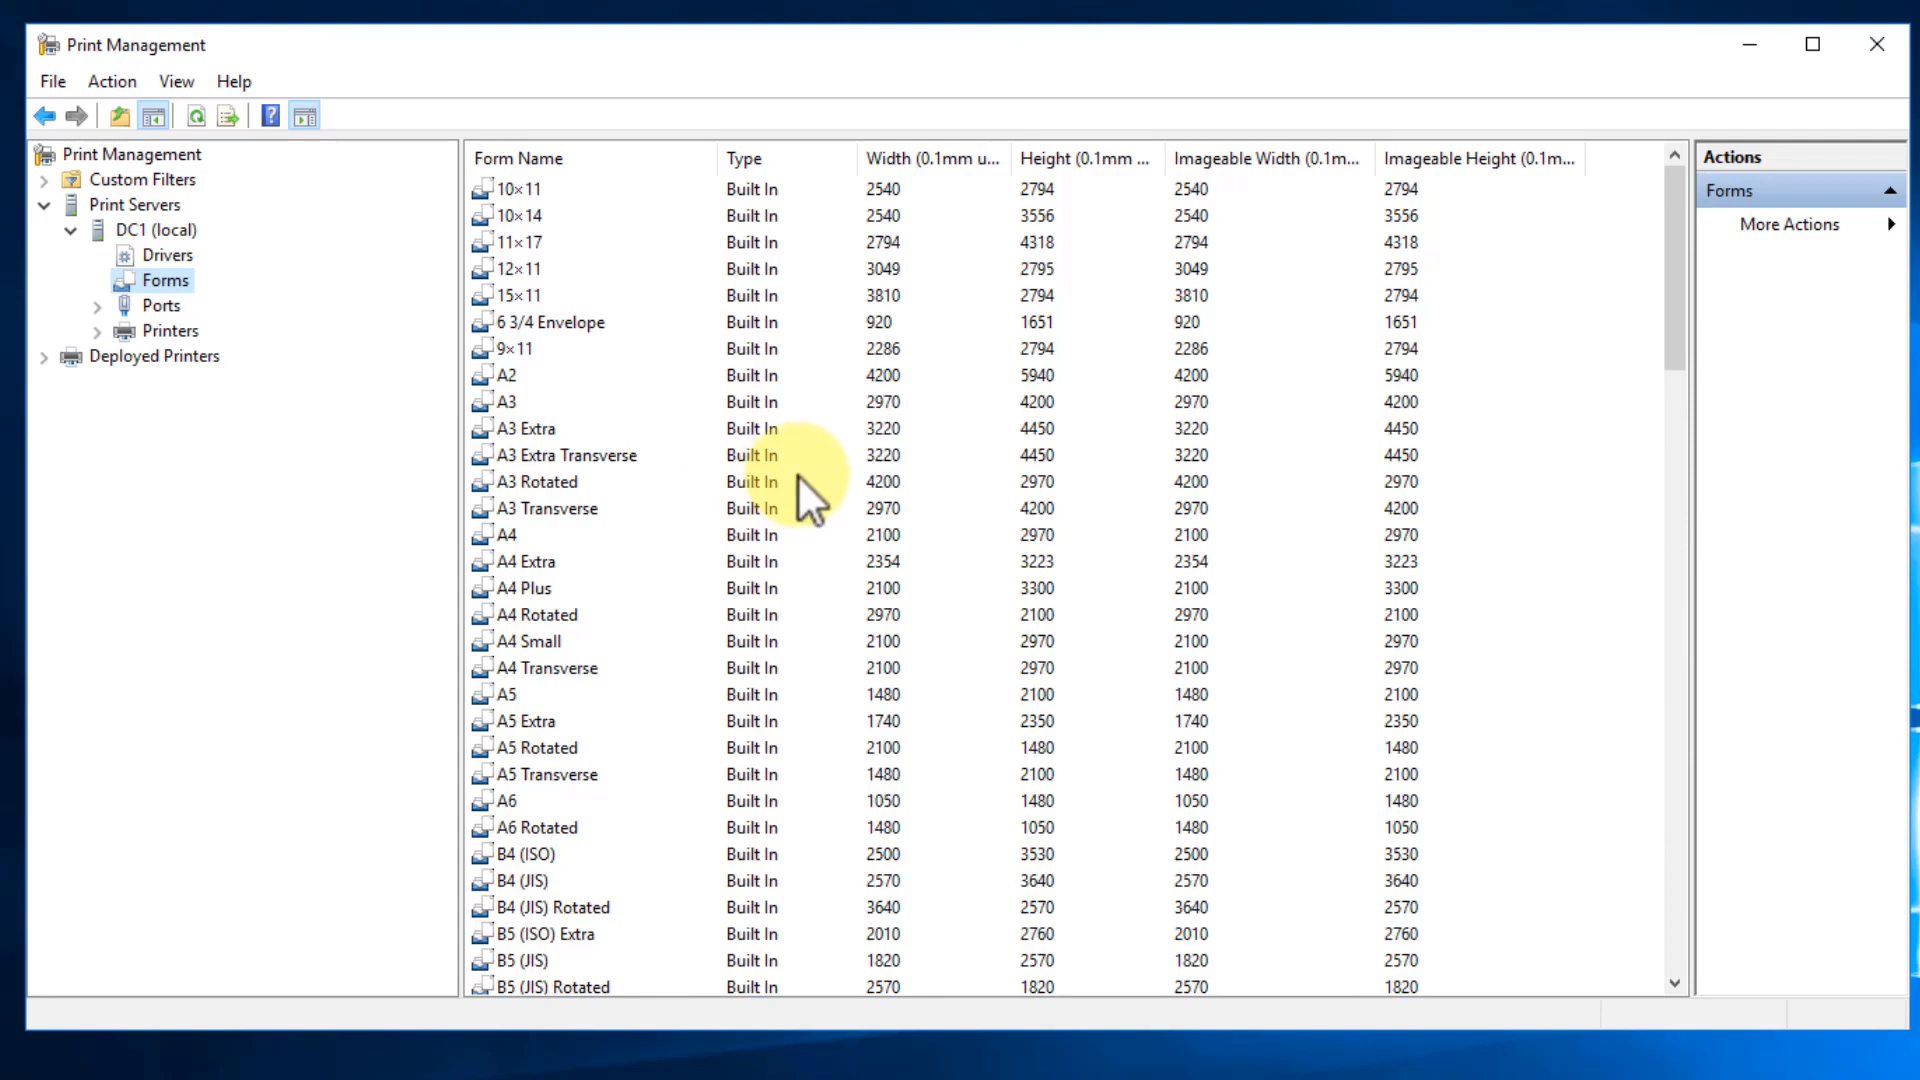 Print Management
File Action View Help
Print Management
Custom Filters
Print Servers
DC1 (local)
Drivers
Forms
Ports
Printers
Deployed Printers
Form Name Type Width (0.1mm u... Height (0.1mm ... Imageable Width (0.1m... Imageable Height (0.1m...
10×11 Built In 2540 2794 2540 2794
10×14 Built In 2540 3556 2540 3556
11×17 Built In 2794 4318 2794 4318
12×11 Built In 3049 2795 3049 2795
15×11 Built In 3810 2794 3810 2794
6 3/4 Envelope Built In 920 1651 920 1651
9×11 Built In 2286 2794 2286 2794
A2 Built In 4200 5940 4200 5940
A3 Built In 2970 4200 2970 4200
A3 Extra Built In 3220 4450 3220 4450
A3 Extra Transverse Built In 3220 4450 3220 4450
A3 Rotated Built In 4200 2970 4200 2970
A3 Transverse Built In 2970 4200 2970 4200
A4 Built In 2100 2970 2100 2970
A4 Extra Built In 2354 3223 2354 3223
A4 Plus Built In 2100 3300 2100 3300
A4 Rotated Built In 2970 2100 2970 2100
A4 Small Built In 2100 2970 2100 2970
A4 Transverse Built In 2100 2970 2100 2970
A5 Built In 1480 2100 1480 2100
A5 Extra Built In 1740 2350 1740 2350
A5 Rotated Built In 2100 1480 2100 1480
A5 Transverse Built In 1480 2100 1480 2100
A6 Built In 1050 1480 1050 1480
A6 Rotated Built In 1480 1050 1480 1050
B4 (ISO) Built In 2500 3530 2500 3530
B4 (JIS) Built In 2570 3640 2570 3640
B4 (JIS) Rotated Built In 3640 2570 3640 2570
B5 (ISO) Extra Built In 2010 2760 2010 2760
B5 (JIS) Built In 1820 2570 1820 2570
B5 (JIS) Rotated Built In 2570 1820 2570 1820
Actions
Forms
More Actions